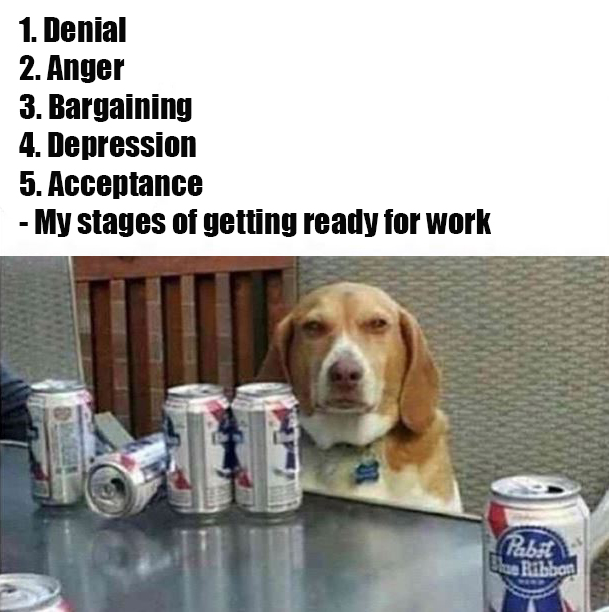 1. Denial
2. Anger
3. Bargaining
4. Depression
5. Acceptance
- My stages of getting ready for work
Pabst
Blue Ribbon